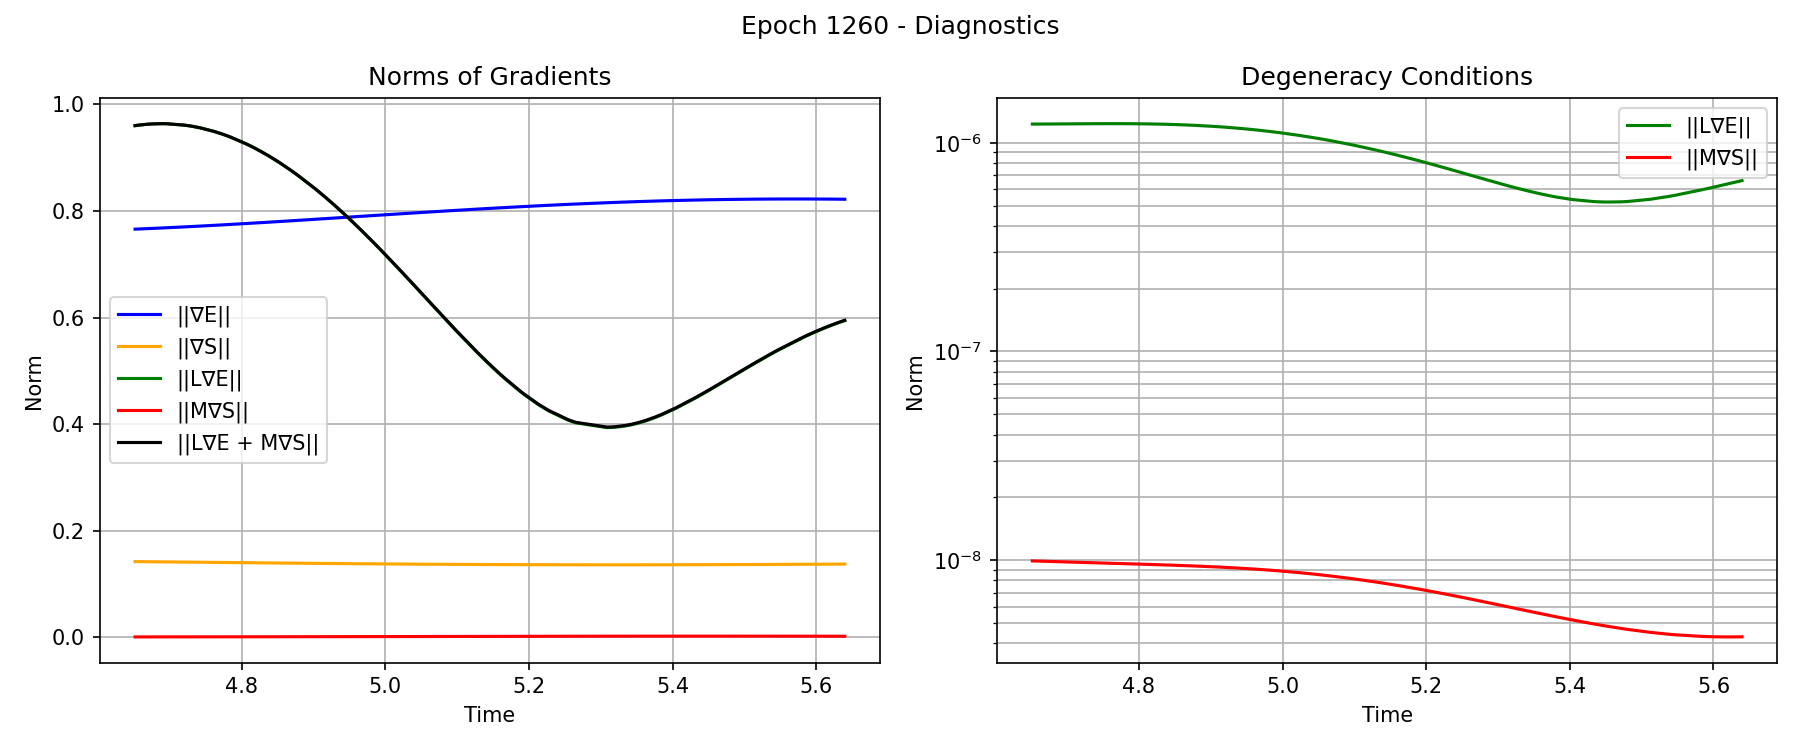 Epoch 1260 - Diagnostics
Norms of Gradients
Norm
1.0
0.8
0.6
0.4
0.2
0.0
||∇E||
||∇S||
||L∇E||
||M∇S||
||L∇E + M∇S||
4.8
5.0
5.2
5.4
5.6
Time
Degeneracy Conditions
Norm
10⁻⁶
10⁻⁷
10⁻⁸
||L∇E||
||M∇S||
4.8
5.0
5.2
5.4
5.6
Time